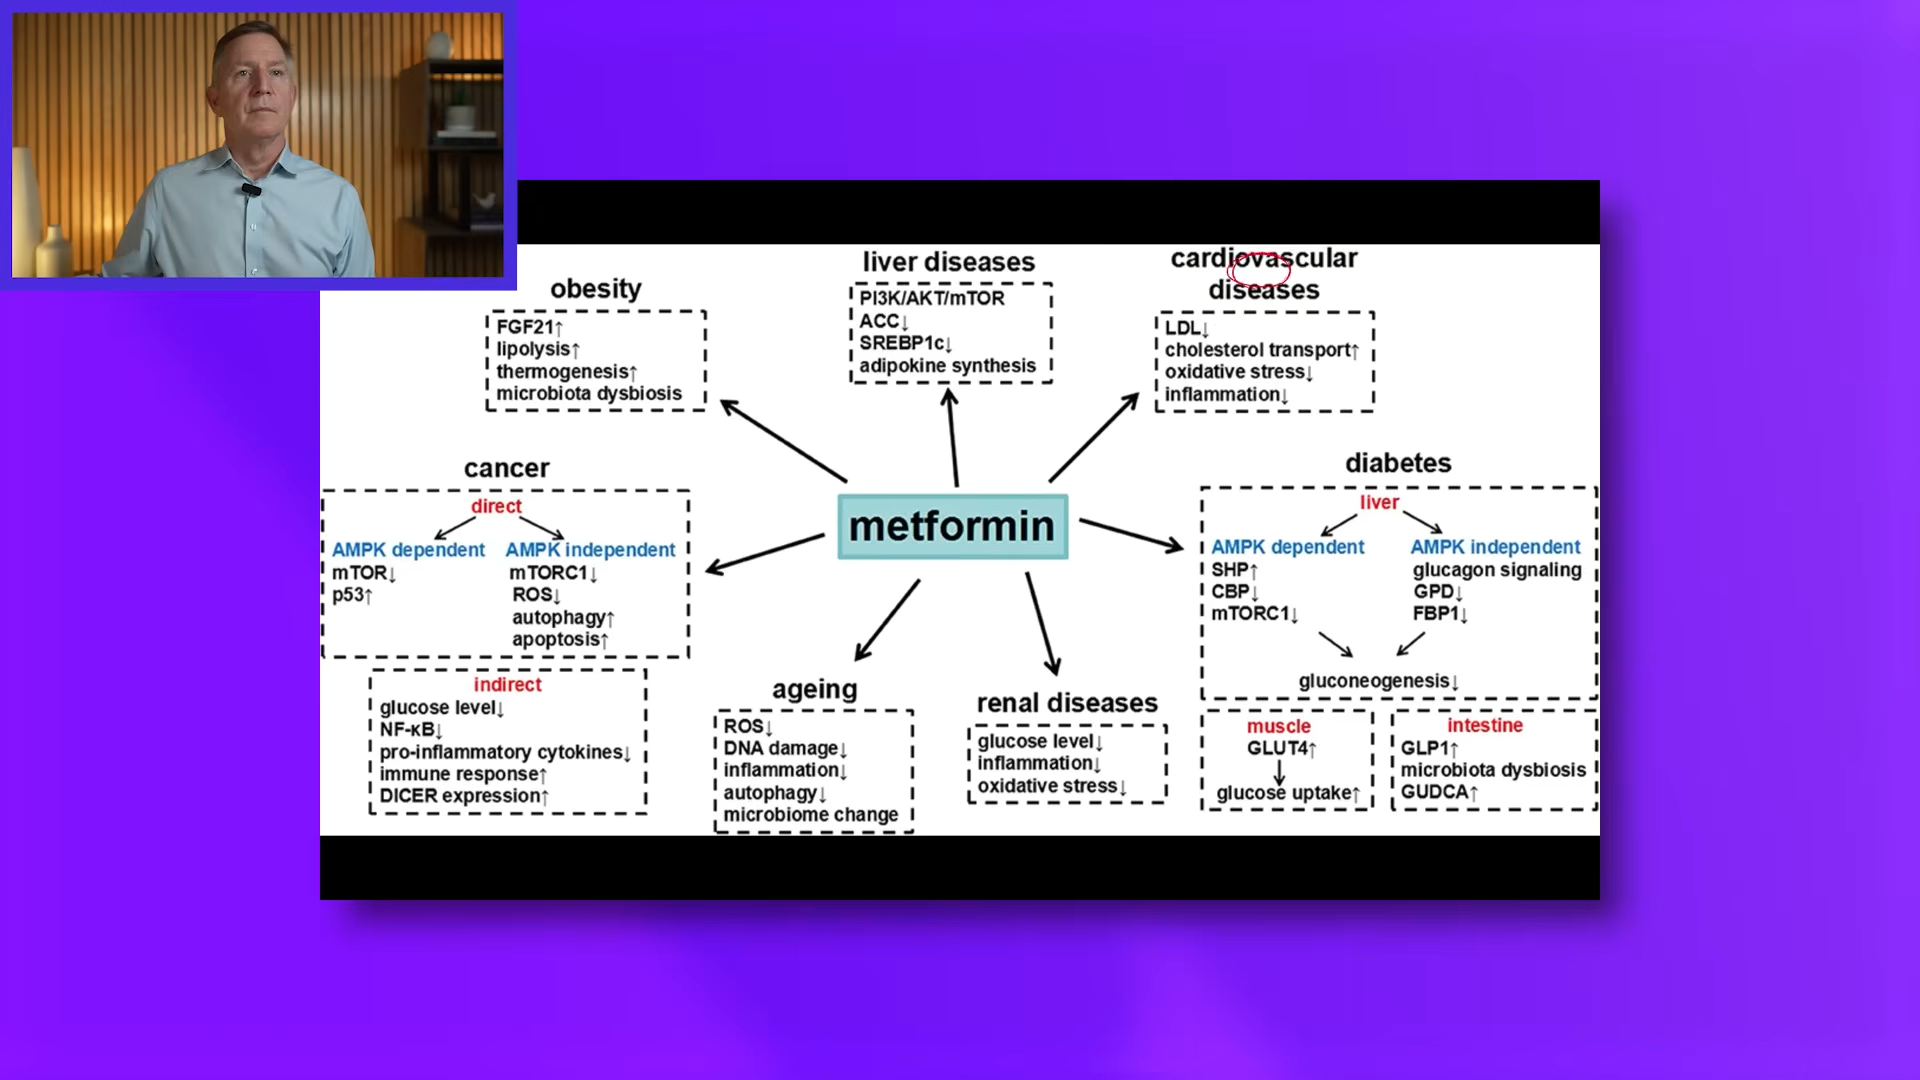 obesity
FGF21↑
lipolysis↑
thermogenesis↑
microbiota dysbiosis
liver diseases
PI3K/AKT/mTOR
ACC↓
SREBP1c↓
adipokine synthesis
cardiovascular
diseases
LDL↓
cholesterol transport↑
oxidative stress↓
inflammation↓
metformin
cancer
direct
AMPK dependent
mTOR↓
p53↑
AMPK independent
mTORC1↓
ROS↓
autophagy↑
apoptosis↑
indirect
glucose level↓
NF-κB↓
pro-inflammatory cytokines↓
immune response↑
DICER expression↑
ageing
ROS↓
DNA damage↓
inflammation↓
autophagy↓
microbiome change
renal diseases
glucose level↓
inflammation↓
oxidative stress↓
diabetes
liver
AMPK dependent
SHP↑
CBP↓
mTORC1↓
AMPK independent
glucagon signaling
GPD↓
FBP1↓
gluconeogenesis↓
muscle
GLUT4↑
glucose uptake↑
intestine
GLP1↑
microbiota dysbiosis
GUDCA↑